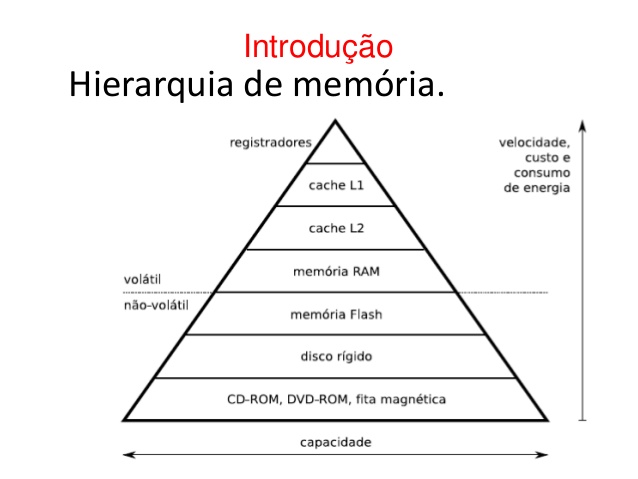 Introdução
Hierarquia de memória.
registradores
velocidade,
custo e
consumo
de energia
cache L1
cache L2
memória RAM
volátil
não-volátil
memória Flash
disco rígido
CD-ROM, DVD-ROM, fita magnética
capacidade